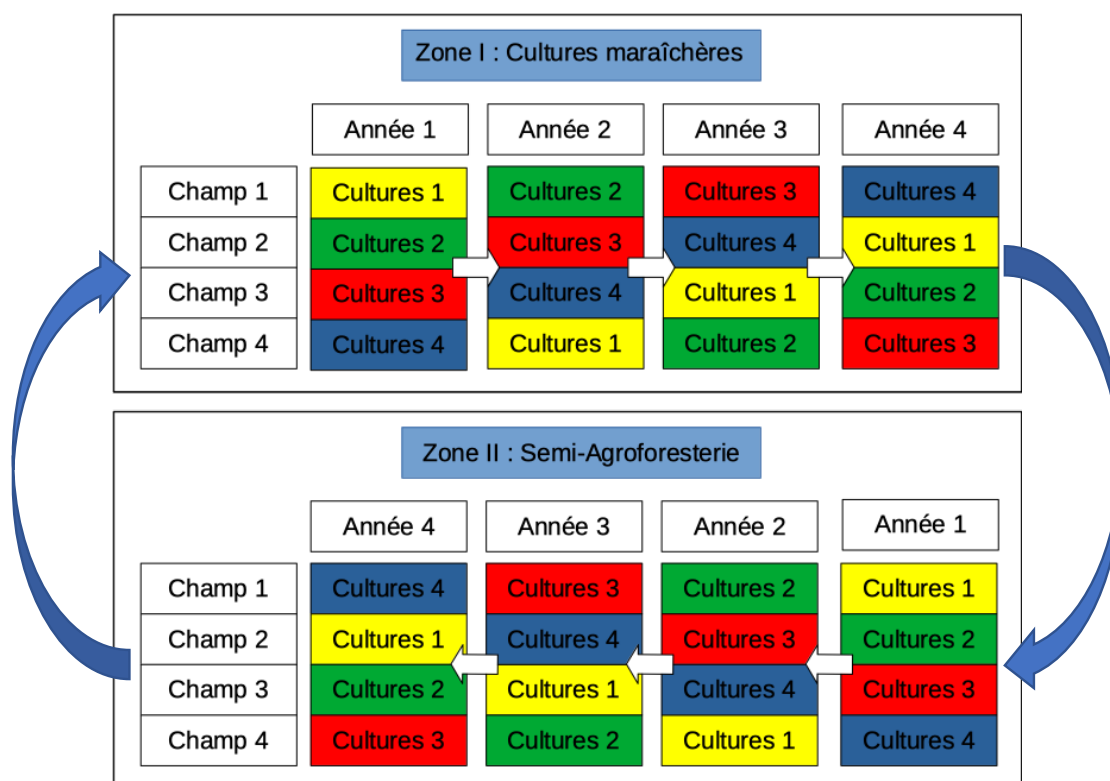 Zone I : Cultures maraîchères
Année 1 Année 2 Année 3 Année 4
Champ 1 Cultures 1 Cultures 2 Cultures 3 Cultures 4
Champ 2 Cultures 2 Cultures 3 Cultures 4 Cultures 1
Champ 3 Cultures 3 Cultures 4 Cultures 1 Cultures 2
Champ 4 Cultures 4 Cultures 1 Cultures 2 Cultures 3
Zone II : Semi-Agroforesterie
Année 4 Année 3 Année 2 Année 1
Champ 1 Cultures 4 Cultures 3 Cultures 2 Cultures 1
Champ 2 Cultures 1 Cultures 4 Cultures 3 Cultures 2
Champ 3 Cultures 2 Cultures 1 Cultures 4 Cultures 3
Champ 4 Cultures 3 Cultures 2 Cultures 1 Cultures 4